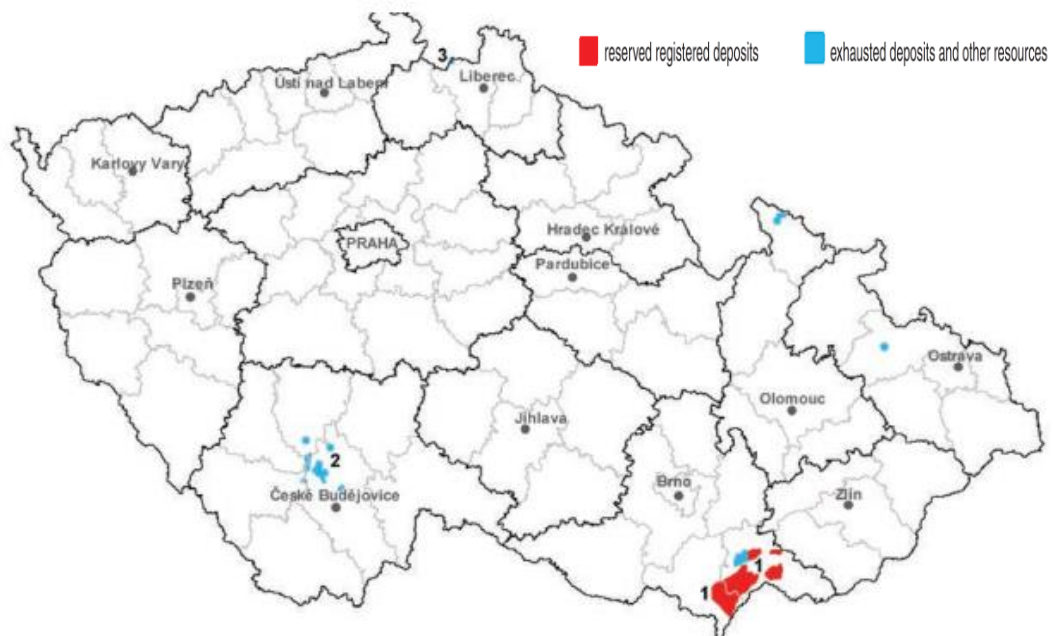 reserved registered deposits
exhausted deposits and other resources
3
Liberec
Ústí nad Labem
Karlovy Vary
PRAHA
Hradec Králové
Pardubice
Plzeň
Ostrava
Olomouc
Jihlava
2
České Budějovice
Brno
Zlín
1
1